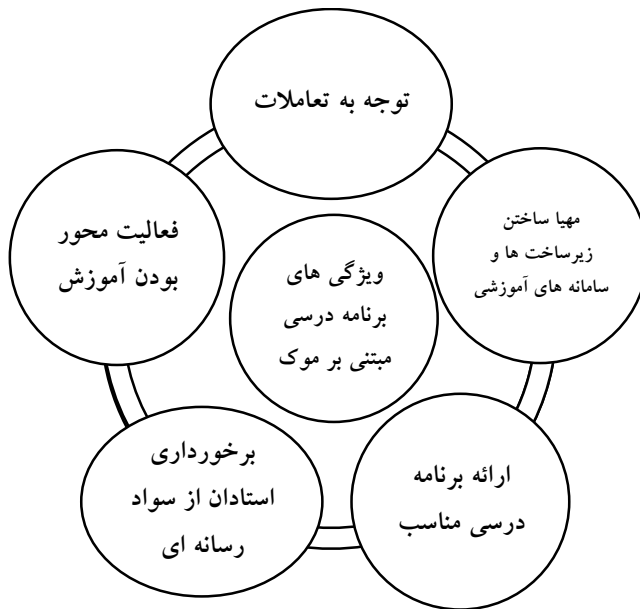 توجه به تعاملات
مهیا ساختن
زیرساخت ها و
سامانه های آموزشی
فعالیت محور
بودن آموزش
ویژگی های
برنامه درسی
مبتنی بر موک
ارائه برنامه
درسی مناسب
برخورداری
استادان از سواد
رسانه ای